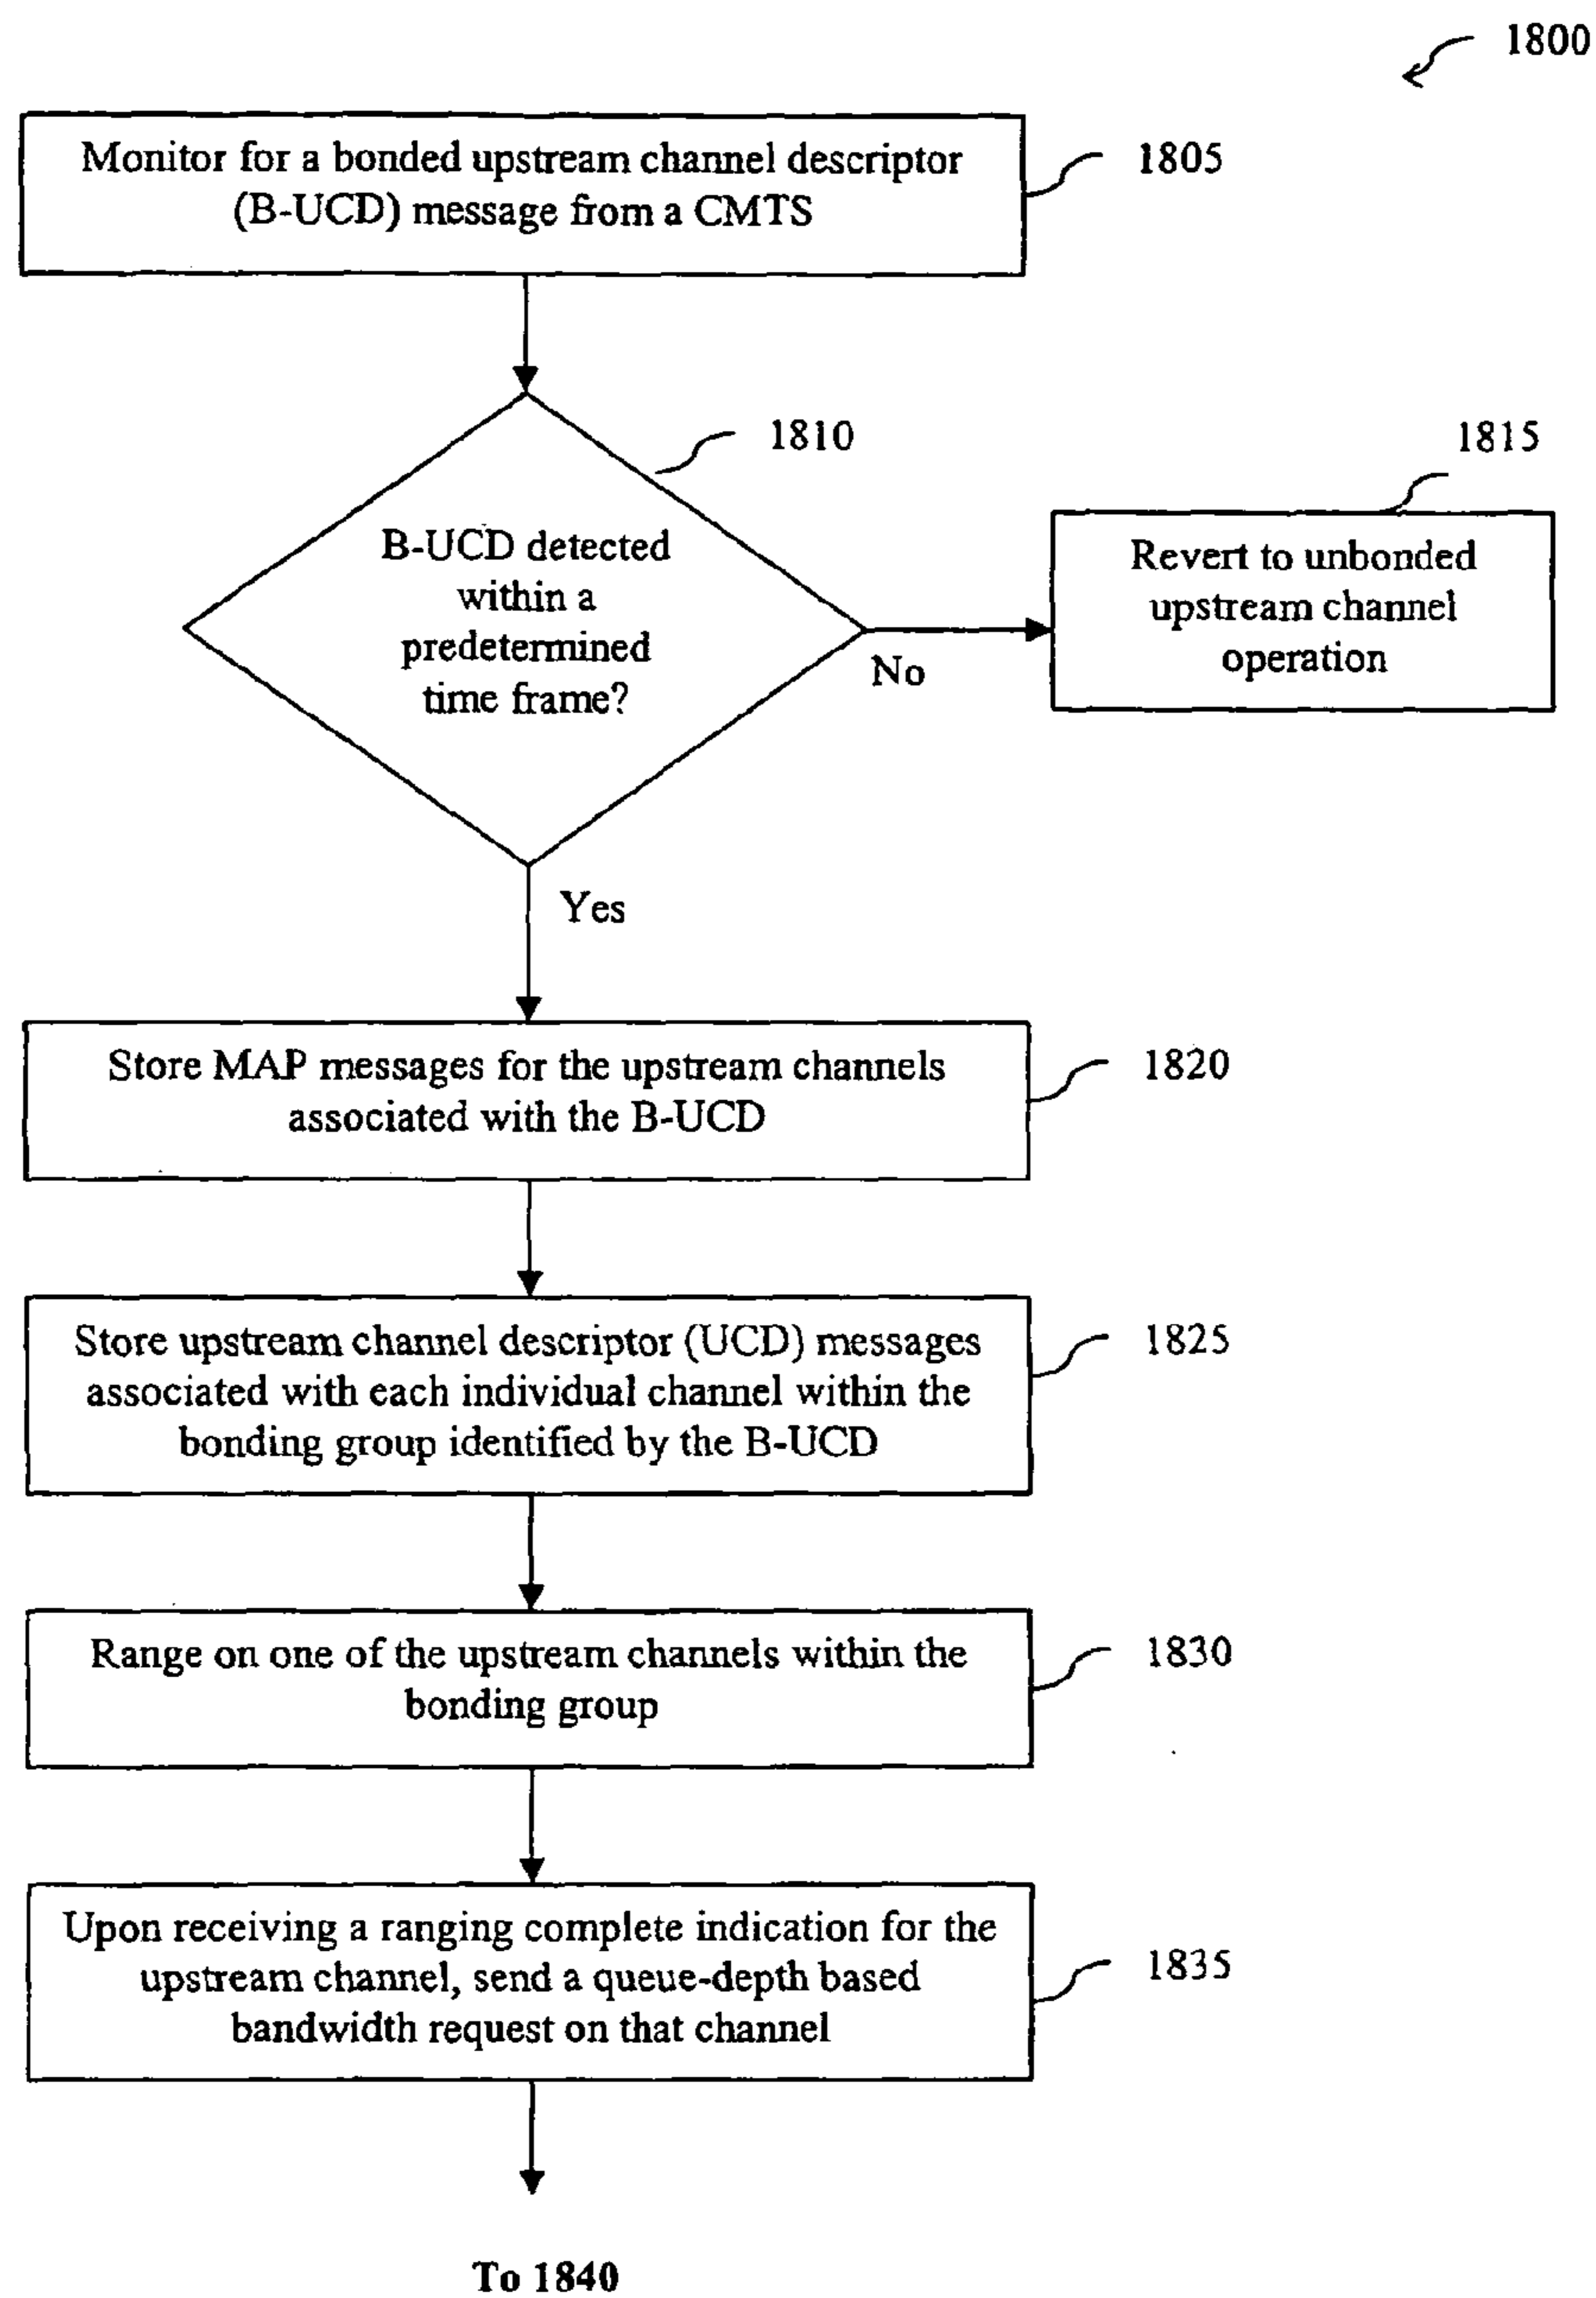 1800
Monitor for a bonded upstream channel descriptor
(B-UCD) message from a CMTS
1805
1810
B-UCD detected
within a
predetermined
time frame?
No
1815
Revert to unbonded
upstream channel
operation
Yes
Store MAP messages for the upstream channels
associated with the B-UCD
1820
Store upstream channel descriptor (UCD) messages
associated with each individual channel within the
bonding group identified by the B-UCD
1825
Range on one of the upstream channels within the
bonding group
1830
Upon receiving a ranging complete indication for the
upstream channel, send a queue-depth based
bandwidth request on that channel
1835
To 1840